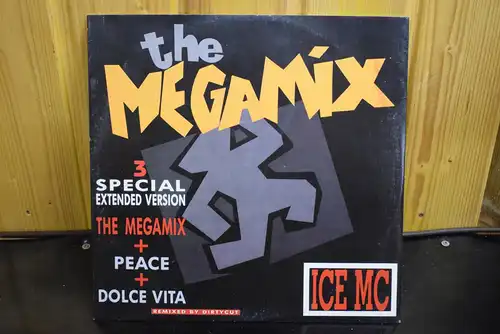 the
MEGAMIX
3
SPECIAL
EXTENDED VERSION
THE MEGAMIX
+
PEACE
+
DOLCE VITA
REMIXED BY DIRTYCUT
ICE MC